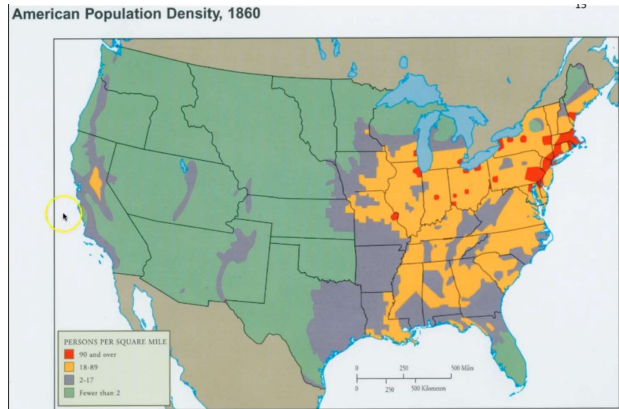 American Population Density, 1860
15
PERSONS PER SQUARE MILE
90 and over
18-89
2-17
Fewer than 2
0 250 500 Miles
0 250 500 Kilometers